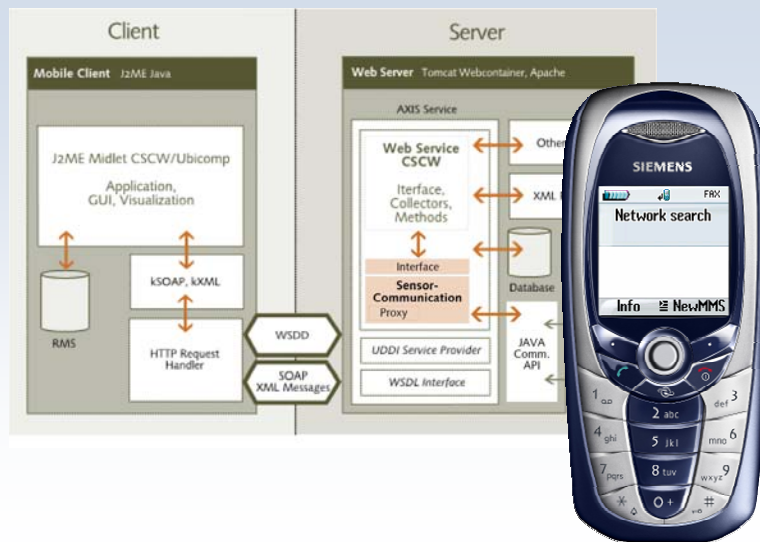 Client
Server
Mobile Client J2ME Java
Web Server Tomcat Webcontainer, Apache
AXIS Service
J2ME Midlet CSCW/Ubicomp
Application,
GUI, Visualization
RMS
kSOAP, kXML
HTTP Request
Handler
WSDD
SOAP
XML Messages
Web Service
CSCW
Iterface,
Collectors,
Methods
Interface
Sensor-
Communication
Proxy
UDDI Service Provider
WSDL Interface
Other
XML
Database
JAVA
Comm.
API
SIEMENS
FAX
Network search
Info NewMMS
1
2 abc
def 3
4 ghi
5 jkl
mno 6
7 pqrs
8 tuv
wxyz 9
*
0 +
#